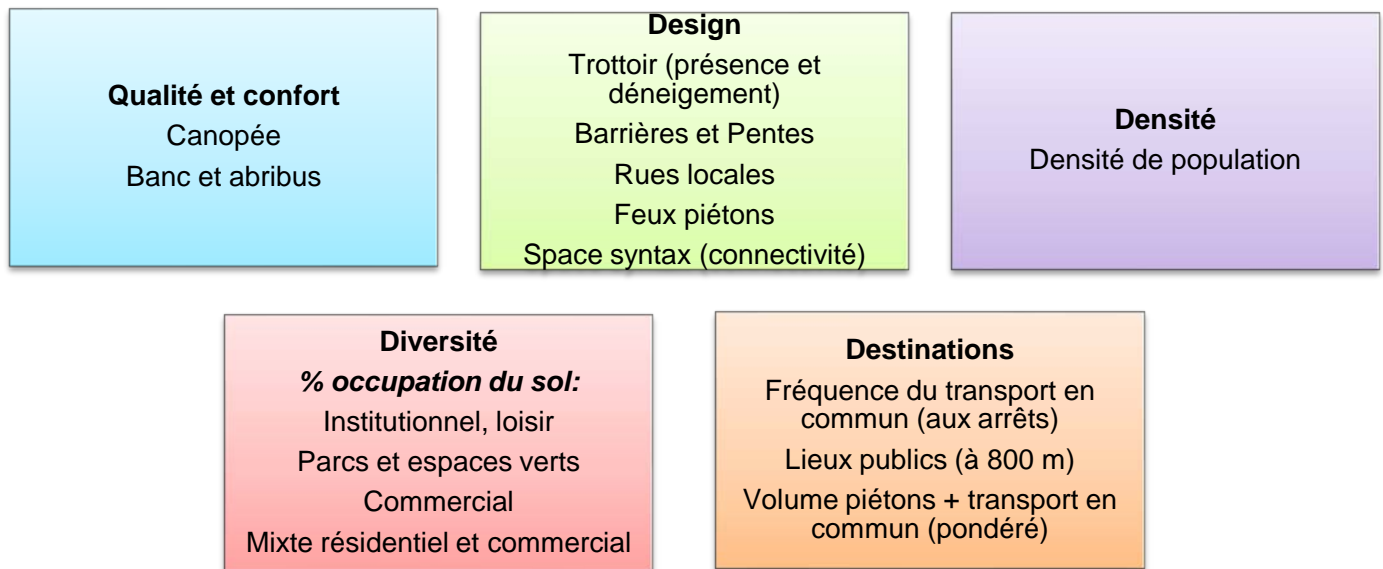 Qualité et confort
Canopée
Banc et abribus
Design
Trottoir (présence et
déneigement)
Barrières et Pentes
Rues locales
Feux piétons
Space syntax (connectivité)
Densité
Densité de population
Diversité
% occupation du sol:
Institutionnel, loisir
Parcs et espaces verts
Commercial
Mixte résidentiel et commercial
Destinations
Fréquence du transport en
commun (aux arrêts)
Lieux publics (à 800 m)
Volume piétons + transport en
commun (pondéré)